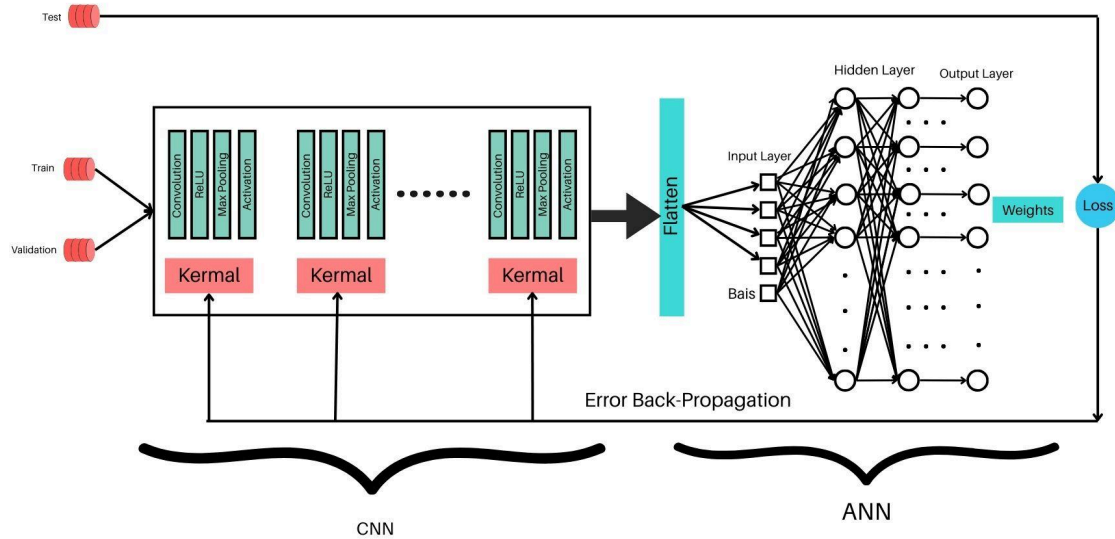 Test
Hidden Layer
Output Layer
Train
Validation
Convolution
ReLU
Max Pooling
Activation
Kermal
Convolution
ReLU
Max Pooling
Activation
Kermal
Convolution
ReLU
Max Pooling
Activation
Kermal
Flatten
Input Layer
Bais
Weights
Loss
Error Back-Propagation
CNN
ANN